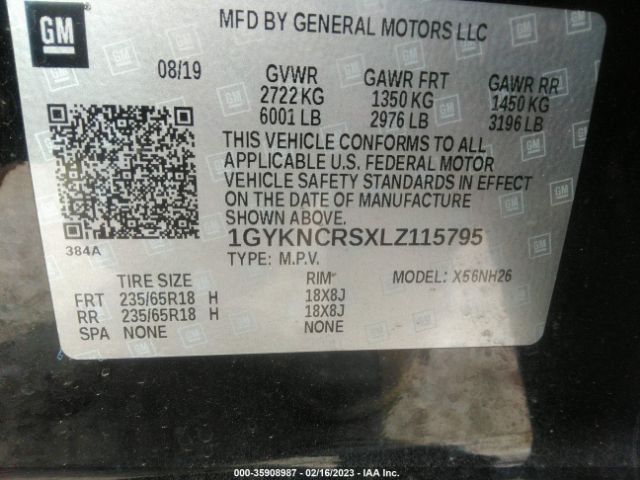 GM
MFD BY GENERAL MOTORS LLC
08/19 GVWR GAWR FRT GAWR RR
2722 KG 1350 KG 1450 KG
6001 LB 2976 LB 3196 LB
THIS VEHICLE CONFORMS TO ALL
APPLICABLE U.S. FEDERAL MOTOR
VEHICLE SAFETY STANDARDS IN EFFECT
ON THE DATE OF MANUFACTURE
SHOWN ABOVE.
384A
1GYKNCRSXLZ115795
TYPE: M.P.V. MODEL: X56NH26
TIRE SIZE RIM
FRT 235/65R18 H 18X8J
RR 235/65R18 H 18X8J
SPA NONE NONE
000-35908987 - 02/16/2023 - IAA Inc.